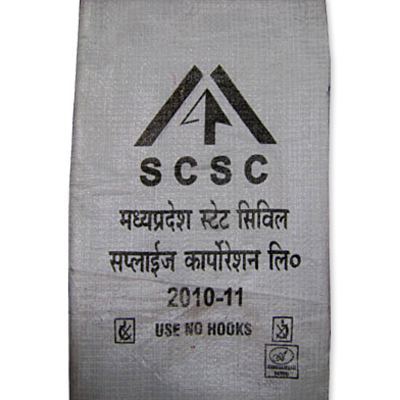 SCSC
मध्यप्रदेश स्टेट सिविल
सप्लाईज कार्पोरेशन लि०
2010-11
USE NO HOOKS